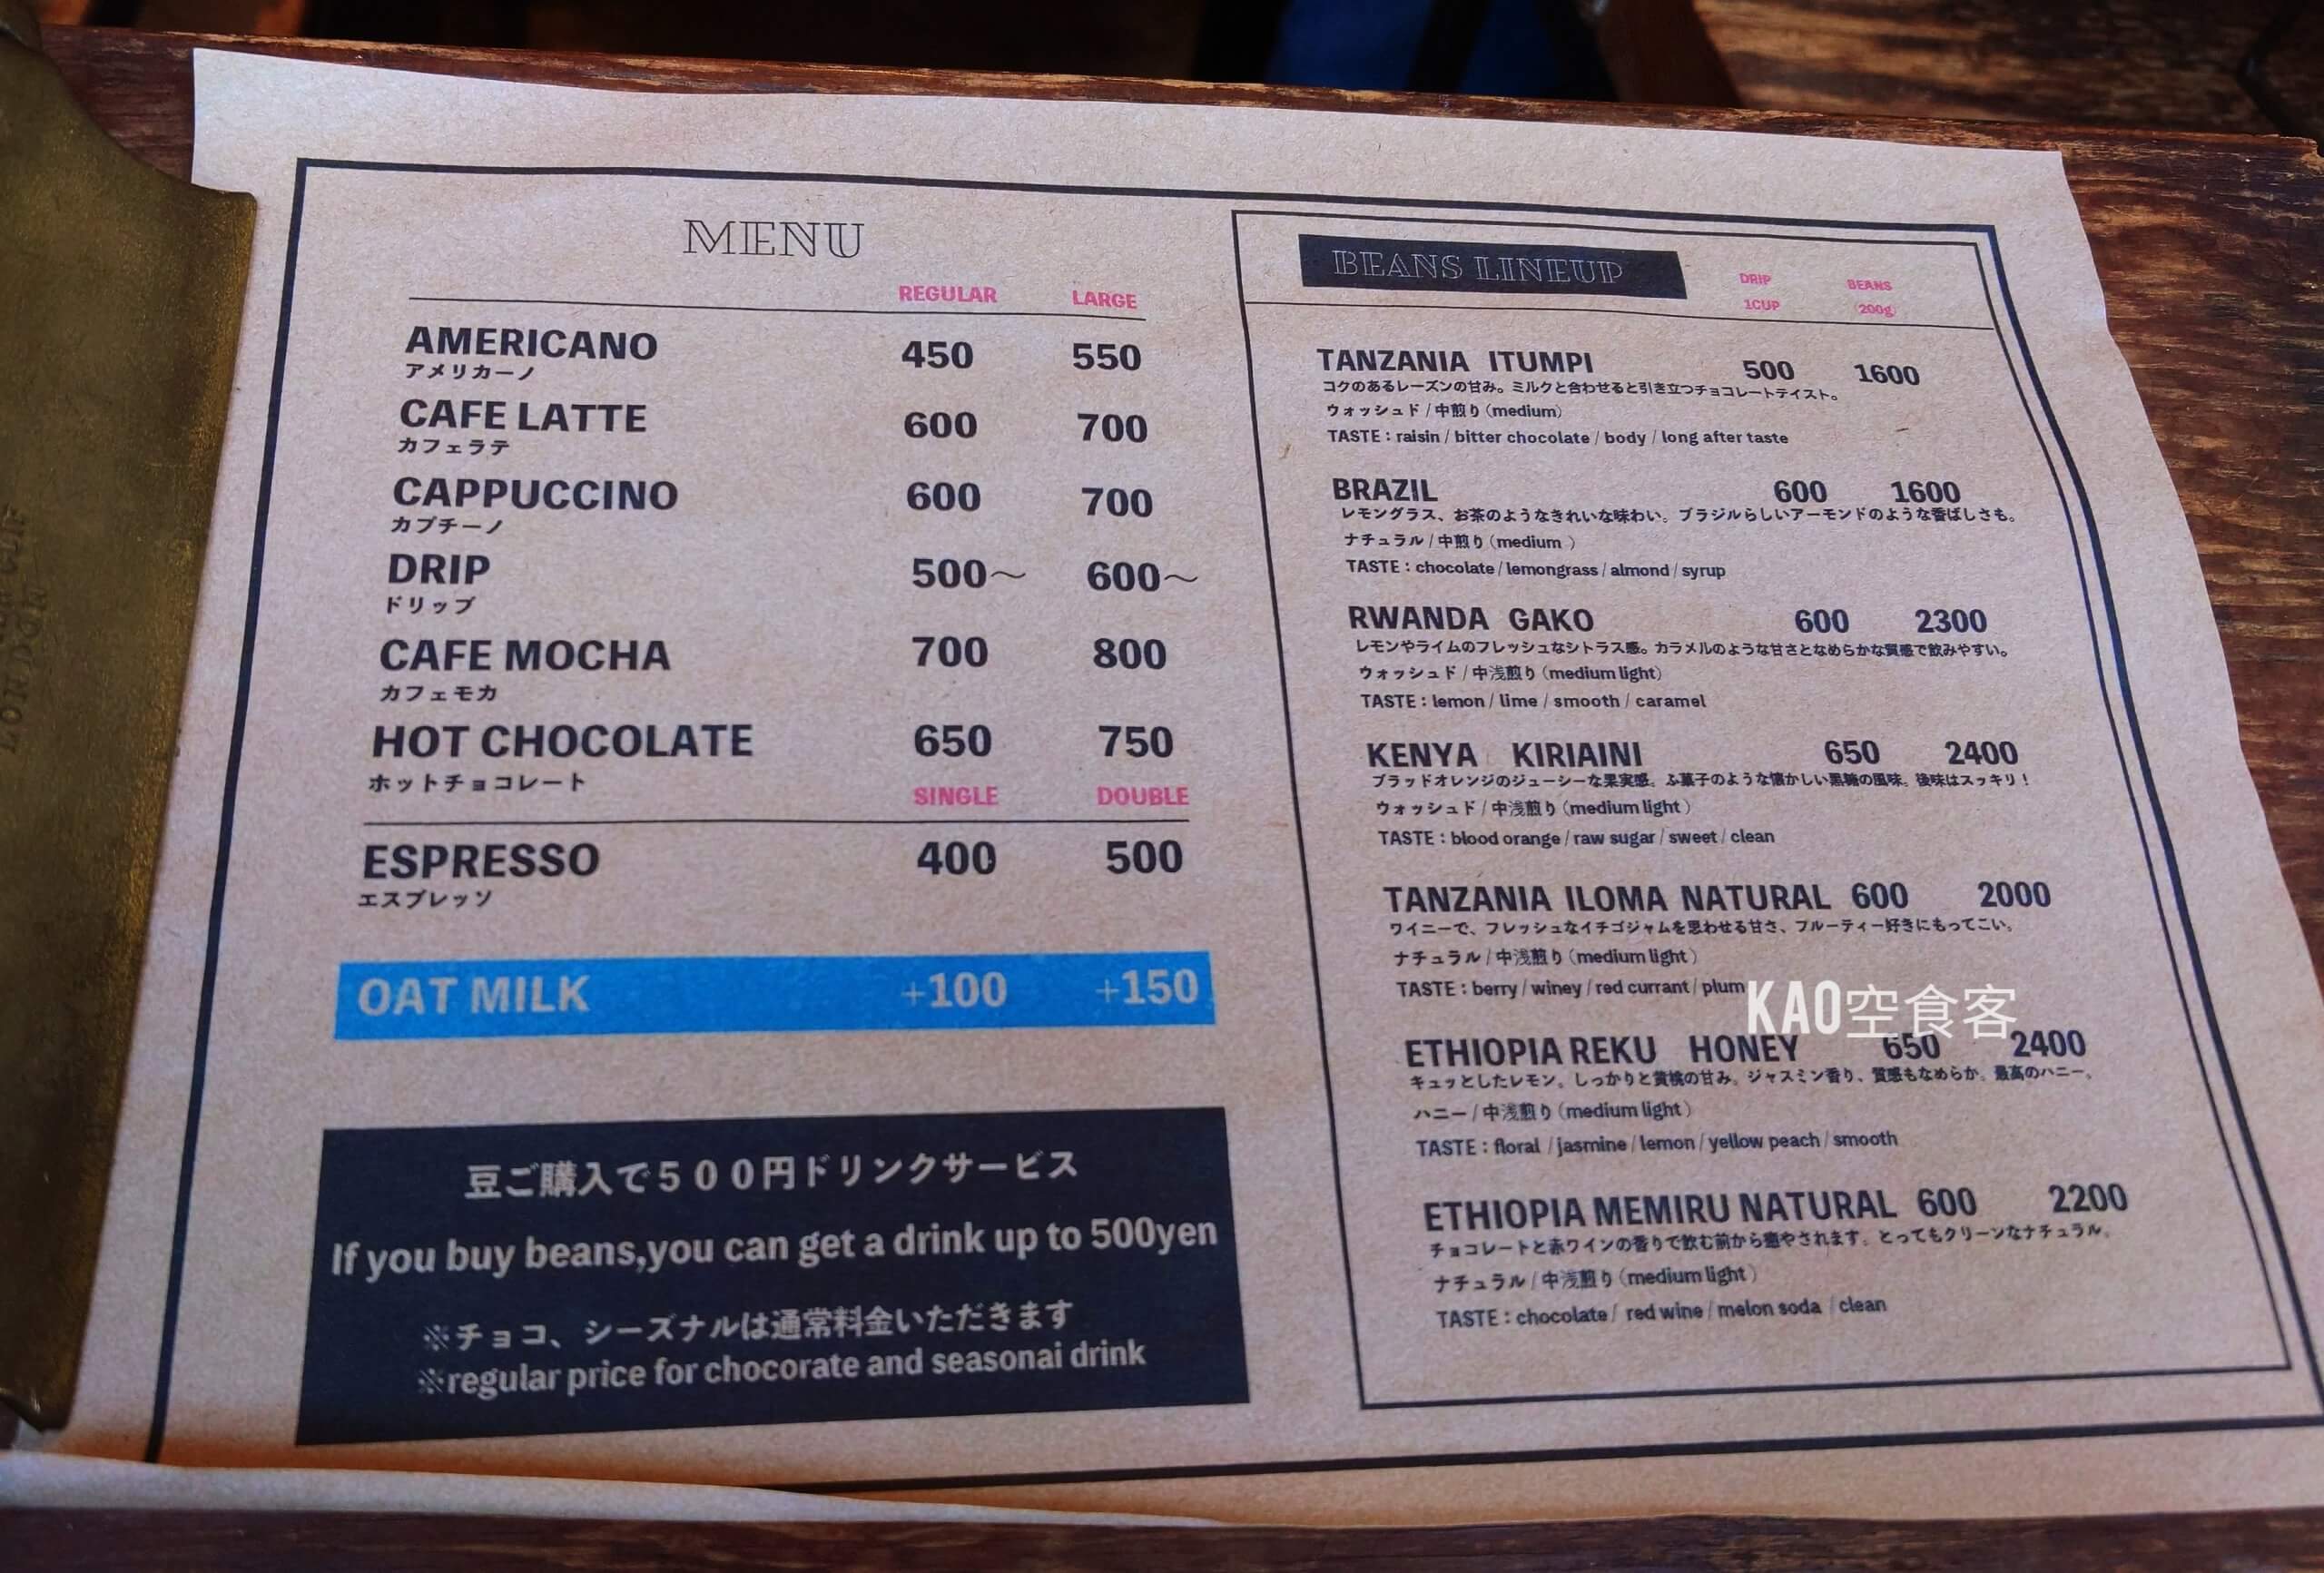 MENU
REGULAR LARGE
AMERICANO 450 550
アメリカーノ
CAFE LATTE 600 700
カフェラテ
CAPPUCCINO 600 700
カプチーノ
DRIP 500〜 600〜
ドリップ
CAFE MOCHA 700 800
カフェモカ
HOT CHOCOLATE 650 750
ホットチョコレート
SINGLE DOUBLE
ESPRESSO 400 500
エスプレッソ
OAT MILK +100 +150
豆ご購入で500円ドリンクサービス
If you buy beans,you can get a drink up to 500yen
※チョコ、シーズナルは通常料金いただきます
※regular price for chocorate and seasonai drink
BEANS LINEUP
DRIP BEANS
1CUP (200g)
TANZANIA ITUMPI 500 1600
コクのあるレーズンの甘み。ミルクと合わせると引き立つチョコレートテイスト。
ウォッシュド / 中煎り (medium)
TASTE : raisin / bitter chocolate / body / long after taste
BRAZIL 600 1600
レモングラス、お茶のようなきれいな味わい。ブラジルらしいアーモンドのような香ばしさも。
ナチュラル / 中煎り (medium )
TASTE : chocolate / lemongrass / almond / syrup
RWANDA GAKO 600 2300
レモンやライムのフレッシュなシトラス感。カラメルのような甘さとなめらかな質感で飲みやすい。
ウォッシュド / 中浅煎り (medium light)
TASTE : lemon / lime / smooth / caramel
KENYA KIRIAINI 650 2400
ブラッドオレンジのジューシーな果実感。ふ菓子のような懐かしい黒糖の風味。後味はスッキリ！
ウォッシュド / 中浅煎り (medium light )
TASTE : blood orange / raw sugar / sweet / clean
TANZANIA ILOMA NATURAL 600 2000
ワイニーで、フレッシュなイチゴジャムを思わせる甘さ、フルーティー好きにもってこい。
ナチュラル / 中浅煎り (medium light )
TASTE : berry / winey / red currant / plum
KAO空食客
ETHIOPIA REKU HONEY 650 2400
キュッとしたレモン。しっかりと黄桃の甘み。ジャスミン香り、質感もなめらか。最高のハニー。
ハニー / 中浅煎り (medium light )
TASTE : floral / jasmine / lemon / yellow peach / smooth
ETHIOPIA MEMIRU NATURAL 600 2200
チョコレートと赤ワインの香りで飲む前から癒やされます。とってもクリーンなナチュラル。
ナチュラル / 中浅煎り (medium light )
TASTE : chocolate / red wine / melon soda / clean